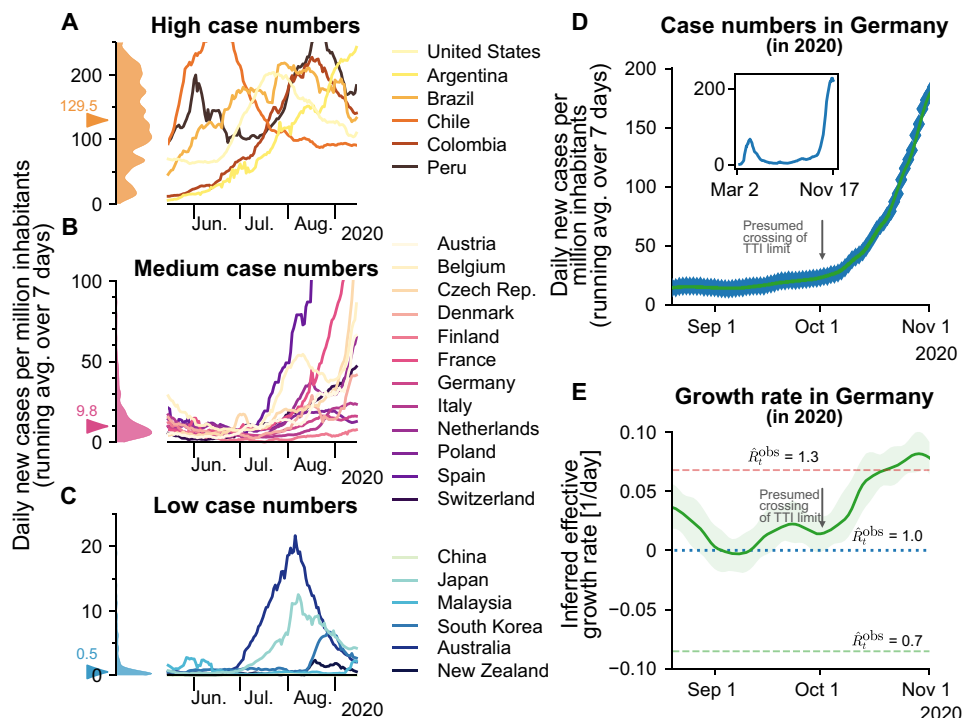 A
High case numbers
Daily new cases per million inhabitants
(running avg. over 7 days)
200
129.5
100
0
Jun.
Jul.
Aug.
2020
United States
Argentina
Brazil
Chile
Colombia
Peru
B
Medium case numbers
100
50
9.8
0
Jun.
Jul.
Aug.
2020
Austria
Belgium
Czech Rep.
Denmark
Finland
France
Germany
Italy
Netherlands
Poland
Spain
Switzerland
C
Low case numbers
20
10
0.5
0
Jun.
Jul.
Aug.
2020
China
Japan
Malaysia
South Korea
Australia
New Zealand
D
Case numbers in Germany
(in 2020)
Daily new cases per
million inhabitants
(running avg. over 7 days)
200
150
100
50
0
200
0
Mar 2
Nov 17
Presumed
crossing of
TTI limit
Sep 1
Oct 1
Nov 1
2020
E
Growth rate in Germany
(in 2020)
Inferred effective
growth rate [1/day]
0.10
0.05
0
−0.05
−0.10
R̂ₜᵒᵇˢ = 1.3
Presumed
crossing
of TTI limit
R̂ₜᵒᵇˢ = 1.0
R̂ₜᵒᵇˢ = 0.7
Sep 1
Oct 1
Nov 1
2020